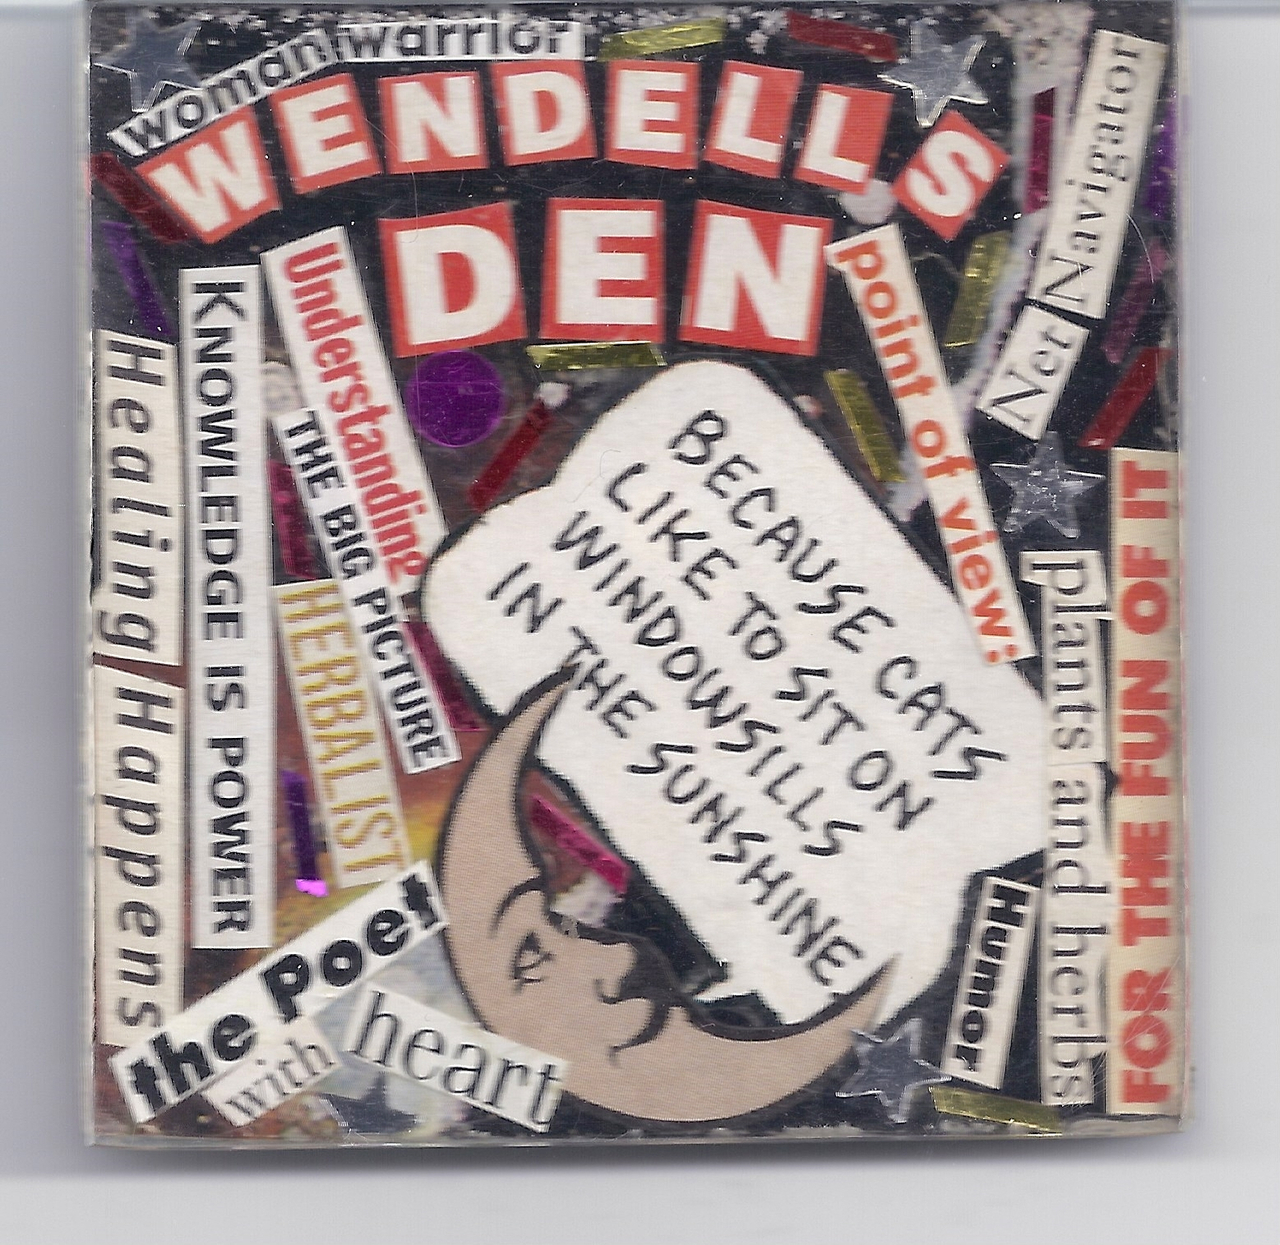 woman warrior
WENDELLS
DEN
Net Navigator
point of view:
Understanding
THE BIG PICTURE
KNOWLEDGE IS POWER
Healing Happens
HERBALIST
BECAUSE CATS
LIKE TO SIT ON
WINDOWSILLS
IN THE SUNSHINE
plants and herbs
FOR THE FUN OF IT
Humor
the Poet
with heart